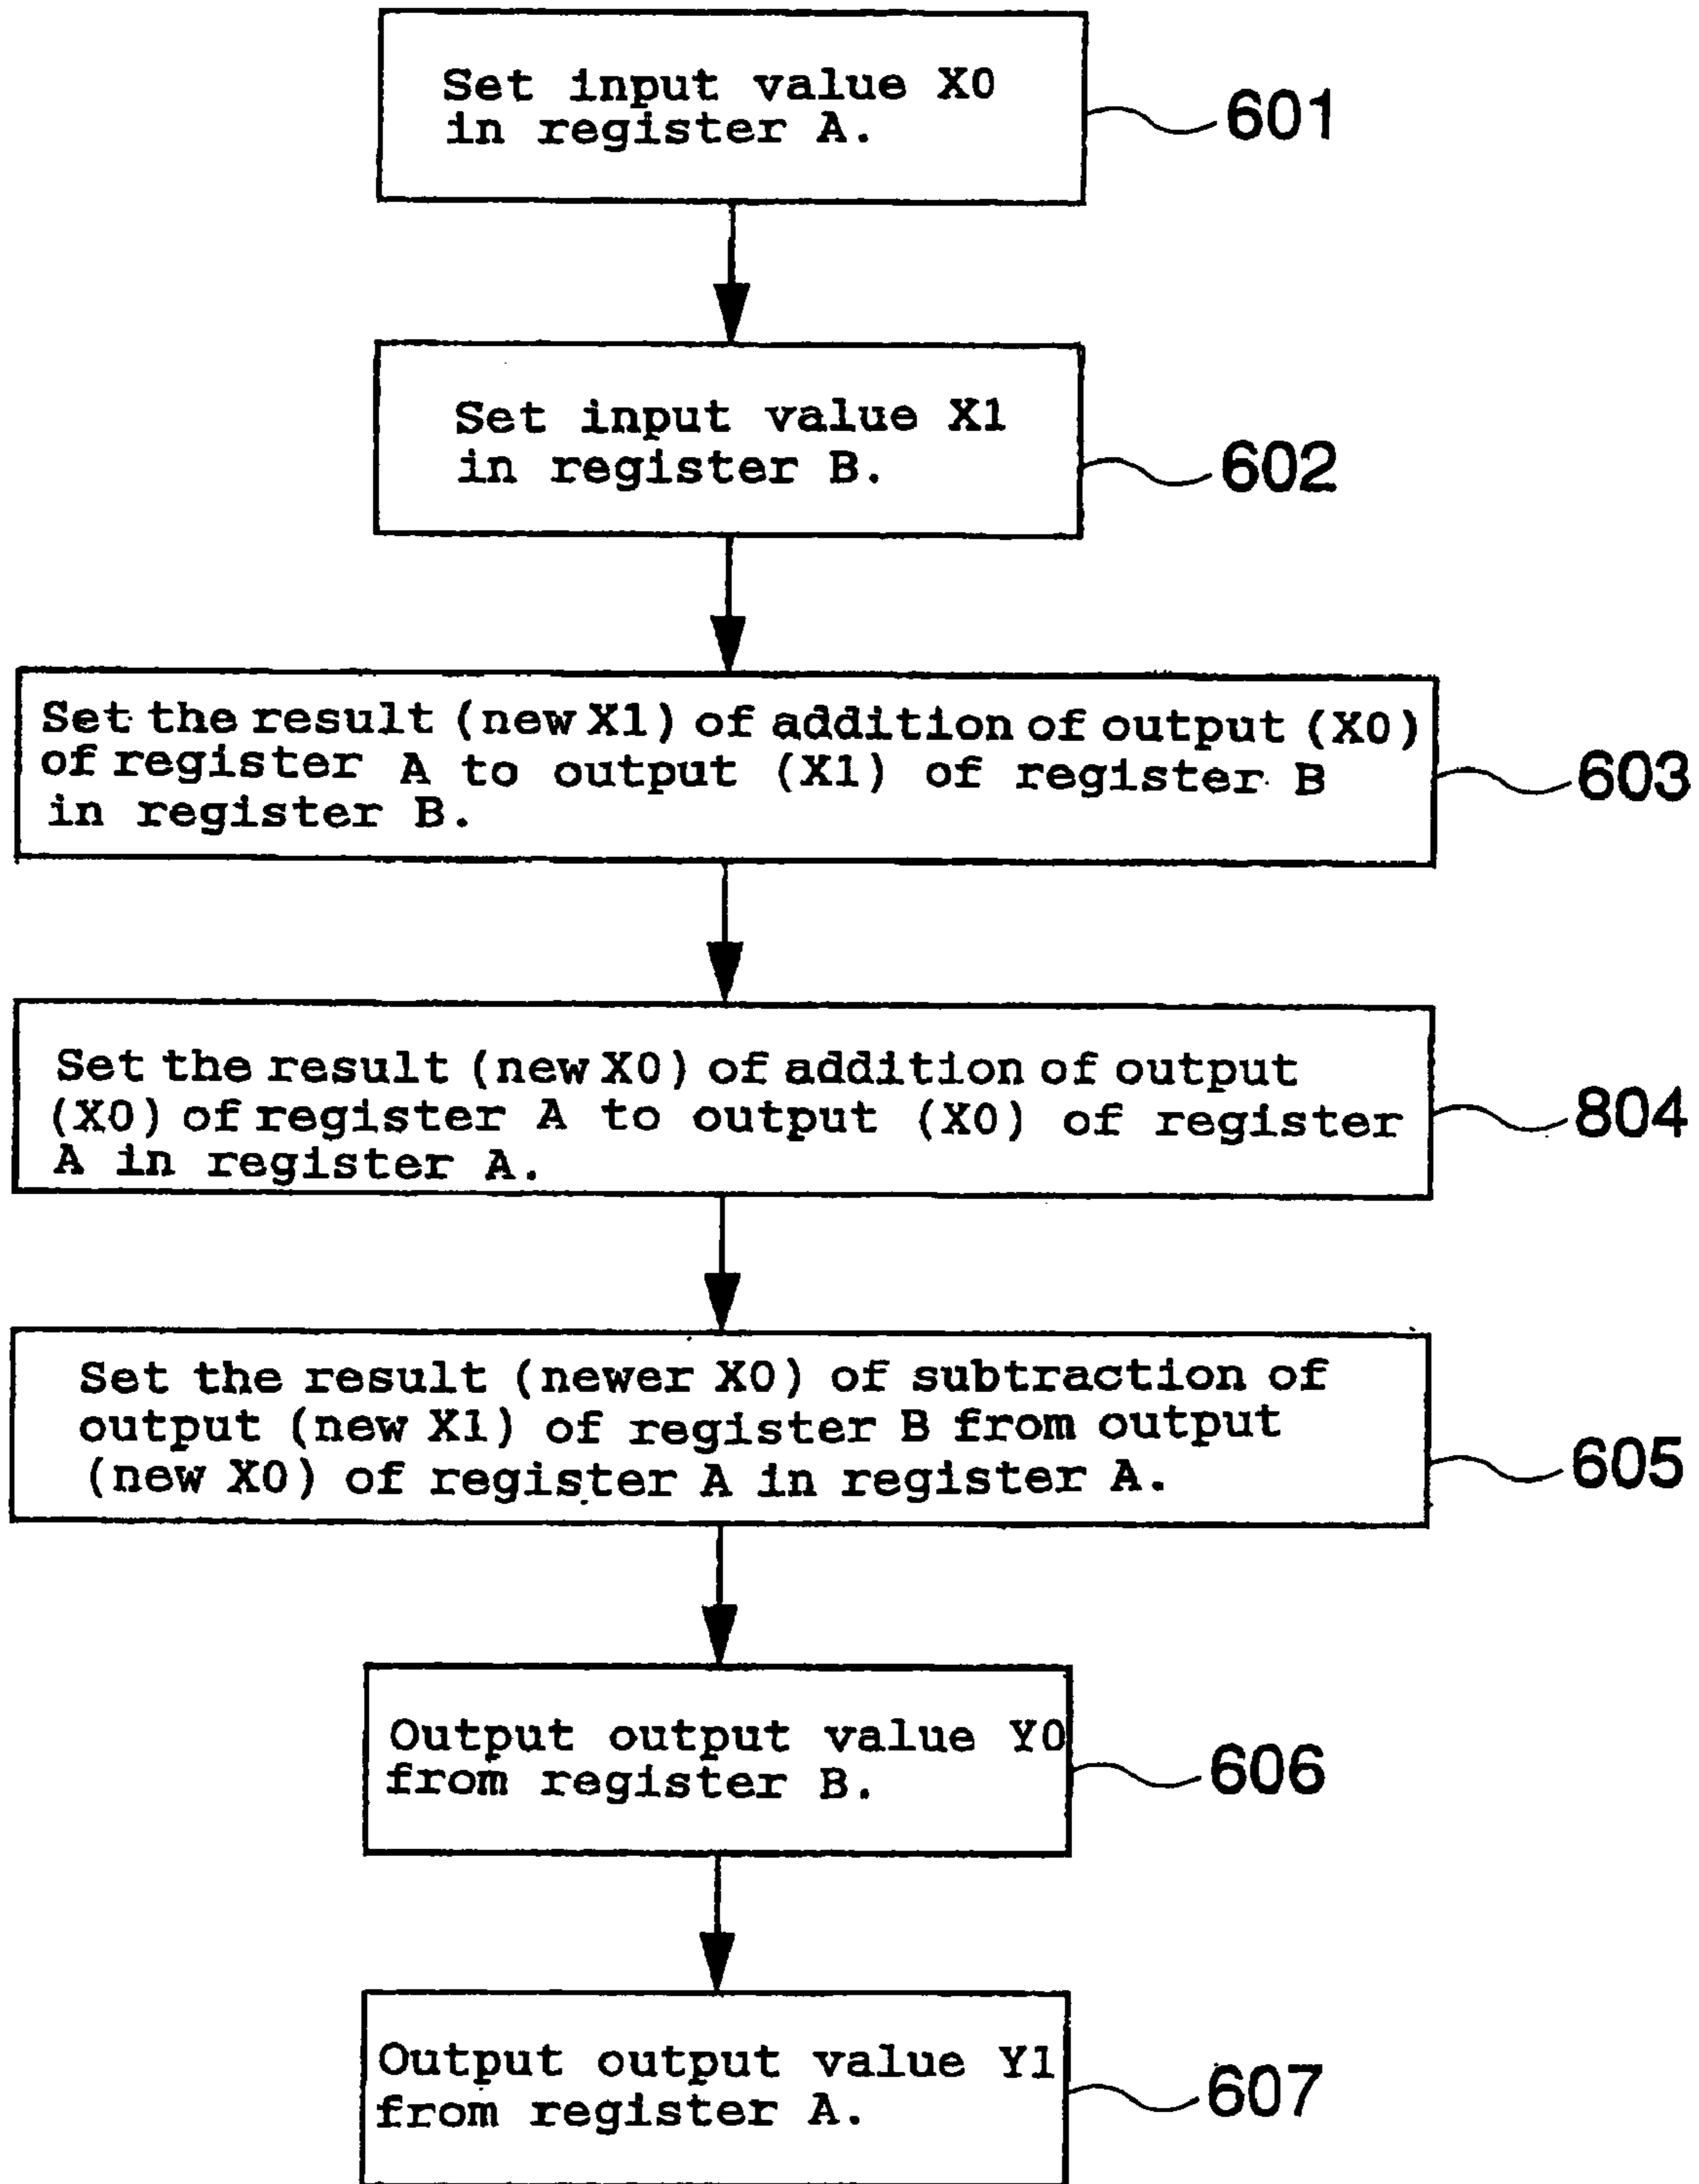 Set input value X0
in register A.
601
Set input value X1
in register B.
602
Set the result (new X1) of addition of output (X0)
of register A to output (X1) of register B
in register B.
603
Set the result (new X0) of addition of output
(X0) of register A to output (X0) of register
A in register A.
804
Set the result (newer X0) of subtraction of
output (new X1) of register B from output
(new X0) of register A in register A.
605
Output output value Y0
from register B.
606
Output output value Y1
from register A.
607